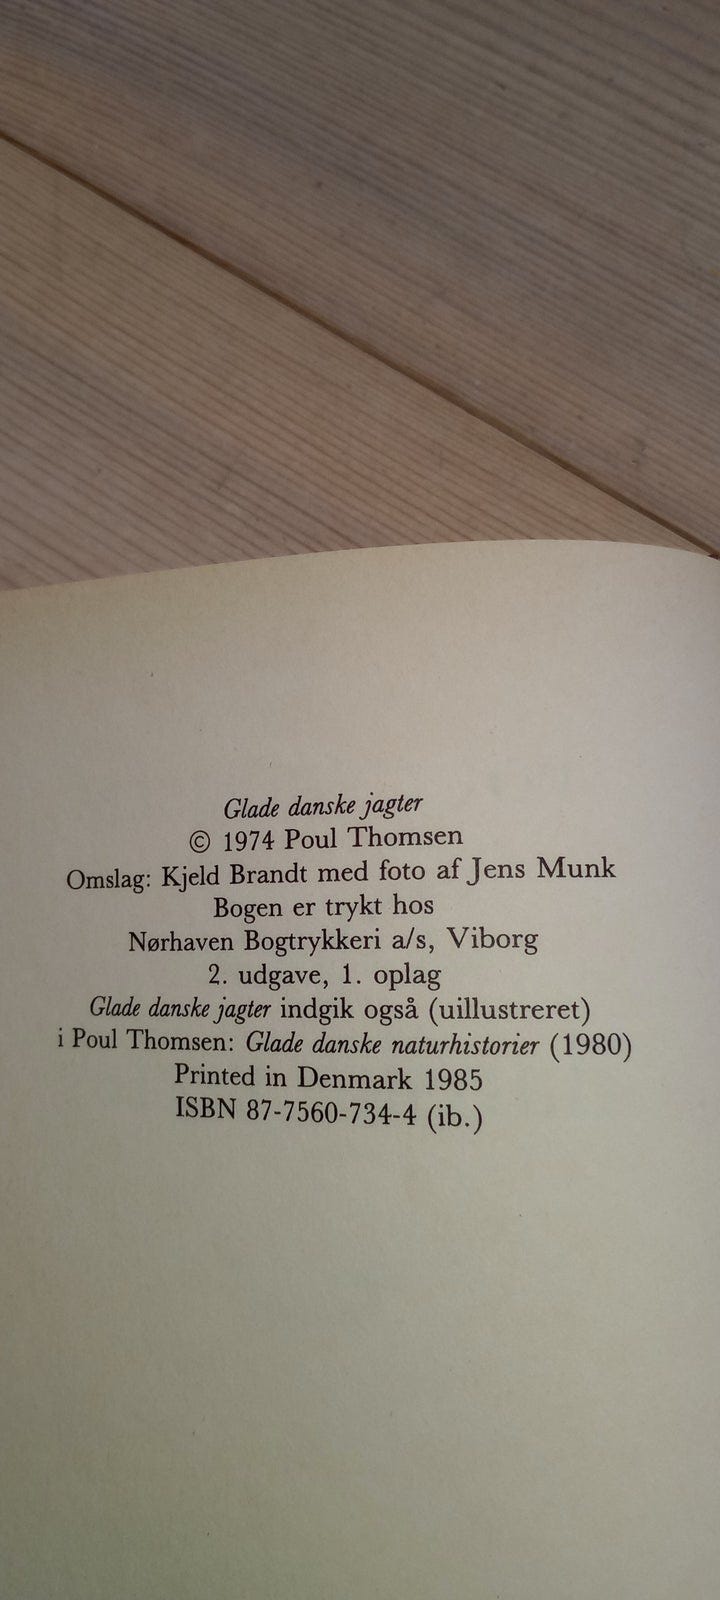 Glade danske jagter
© 1974 Poul Thomsen
Omslag: Kjeld Brandt med foto af Jens Munk
Bogen er trykt hos
Nørhaven Bogtrykkeri a/s, Viborg
2. udgave, 1. oplag
Glade danske jagter indgik også (uillustreret)
i Poul Thomsen: Glade danske naturhistorier (1980)
Printed in Denmark 1985
ISBN 87-7560-734-4 (ib.)